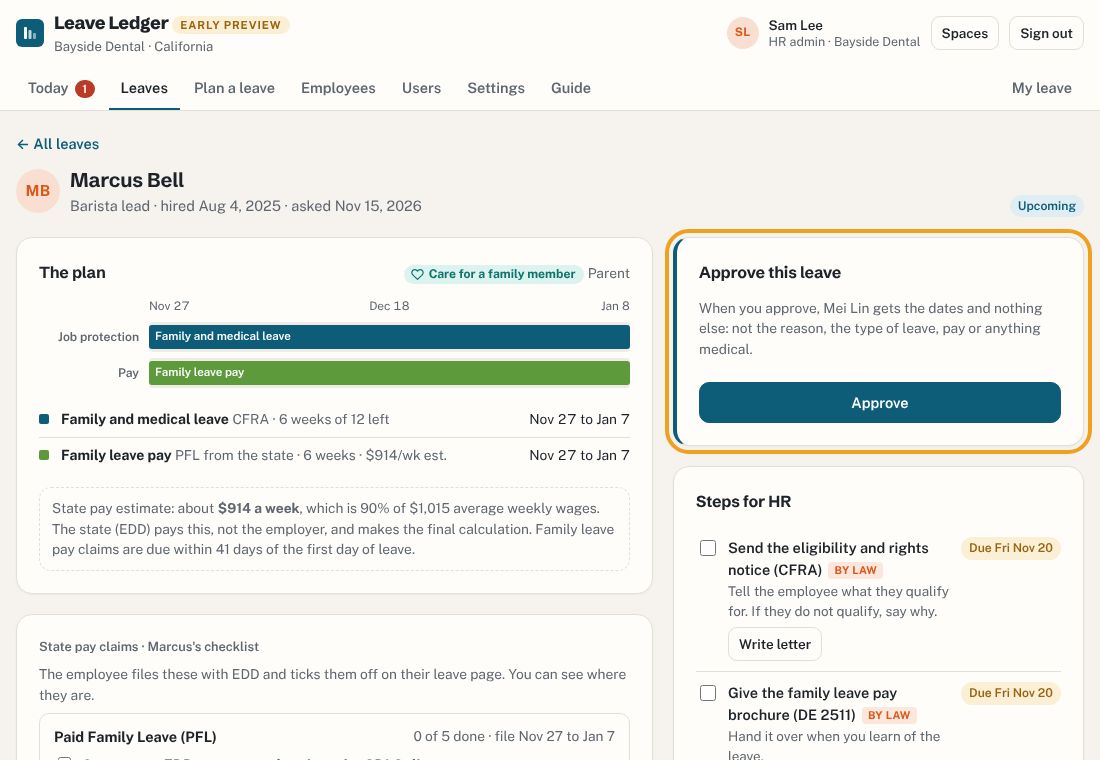 Leave Ledger EARLY PREVIEW
Bayside Dental · California
SL
Sam Lee
HR admin · Bayside Dental
Spaces
Sign out
Today 1
Leaves
Plan a leave
Employees
Users
Settings
Guide
My leave
← All leaves
MB
Marcus Bell
Barista lead · hired Aug 4, 2025 · asked Nov 15, 2026
Upcoming
The plan
Care for a family member Parent
Nov 27 Dec 18 Jan 8
Job protection Family and medical leave
Pay Family leave pay
Family and medical leave CFRA · 6 weeks of 12 left Nov 27 to Jan 7
Family leave pay PFL from the state · 6 weeks · $914/wk est. Nov 27 to Jan 7
State pay estimate: about $914 a week, which is 90% of $1,015 average weekly wages.
The state (EDD) pays this, not the employer, and makes the final calculation. Family leave
pay claims are due within 41 days of the first day of leave.
State pay claims · Marcus's checklist
The employee files these with EDD and ticks them off on their leave page. You can see where
they are.
Paid Family Leave (PFL) 0 of 5 done · file Nov 27 to Jan 7
Approve this leave
When you approve, Mei Lin gets the dates and nothing
else: not the reason, the type of leave, pay or anything
medical.
Approve
Steps for HR
Send the eligibility and rights
notice (CFRA) BY LAW
Due Fri Nov 20
Tell the employee what they qualify
for. If they do not qualify, say why.
Write letter
Give the family leave pay
brochure (DE 2511) BY LAW
Due Fri Nov 20
Hand it over when you learn of the
leave.